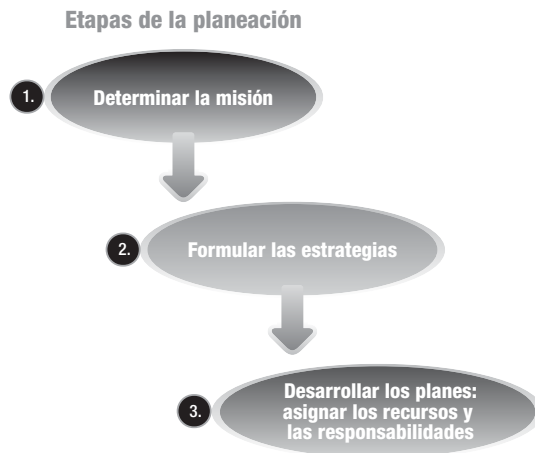 Etapas de la planeación
1.
Determinar la misión
2.
Formular las estrategias
3.
Desarrollar los planes:
asignar los recursos y
las responsabilidades